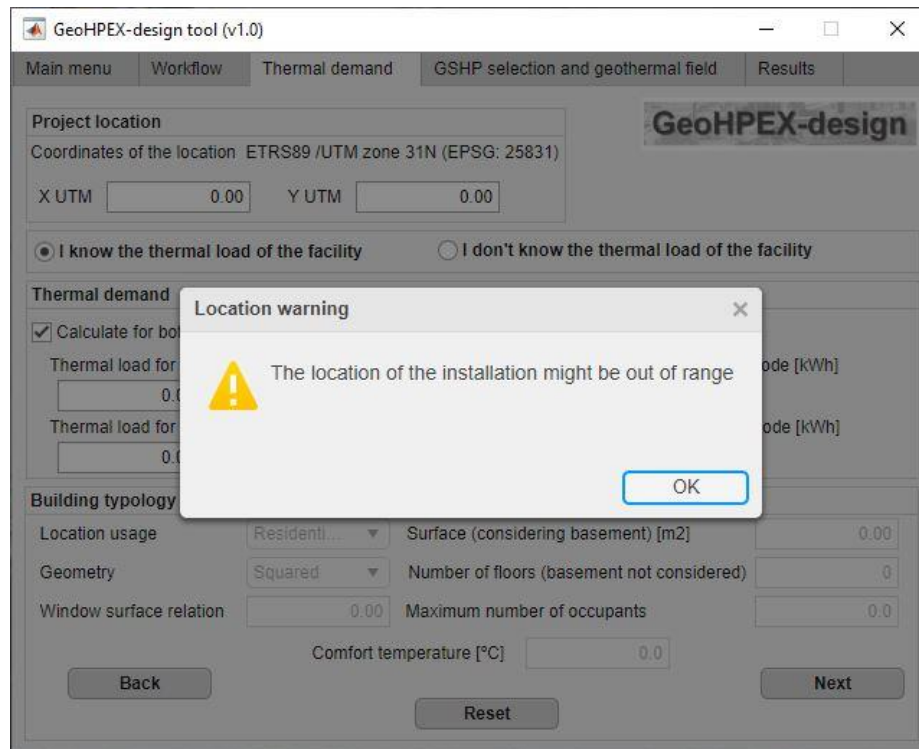 GeoHPEX-design tool (v1.0)
Main menu Workflow Thermal demand GSHP selection and geothermal field Results
Project location
GeoHPEX-design
Coordinates of the location ETRS89 /UTM zone 31N (EPSG: 25831)
X UTM 0.00 Y UTM 0.00
I know the thermal load of the facility I don't know the thermal load of the facility
Thermal demand
Location warning
Calculate for
The location of the installation might be out of range
Thermal load for ode [kWh]
0.0
Thermal load for ode [kWh]
0.0
OK
Building typology
Location usage Residenti... Surface (considering basement) [m2] 0.00
Geometry Squared Number of floors (basement not considered) 0
Window surface relation 0.00 Maximum number of occupants 0.0
Comfort temperature [°C] 0.0
Back Next
Reset